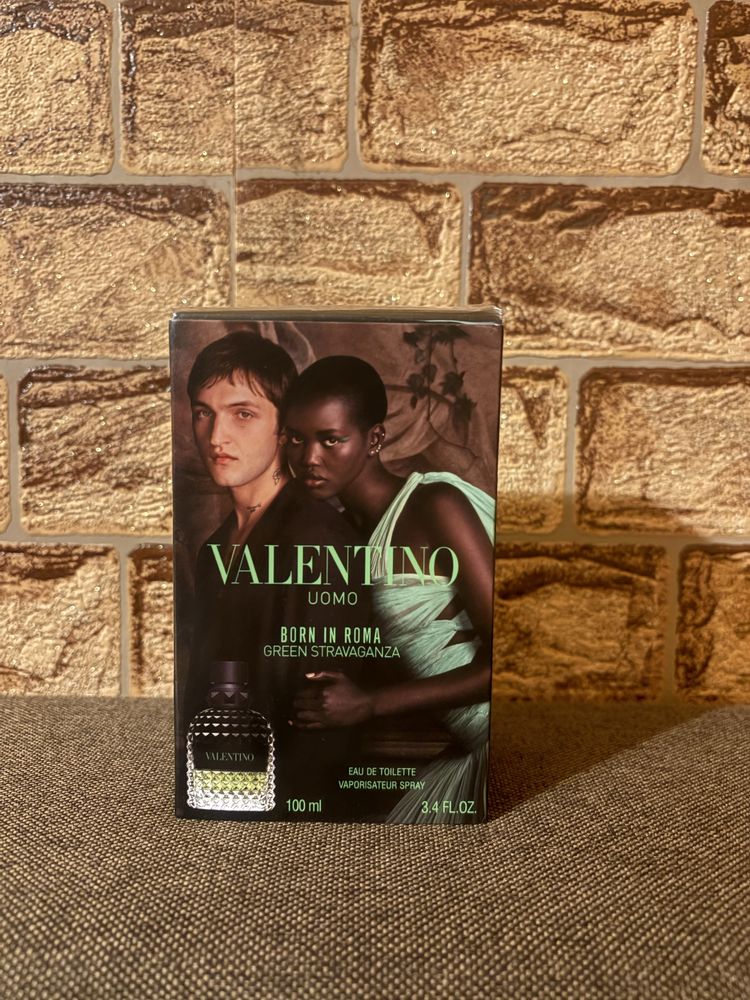 VALENTINO
UOMO
BORN IN ROMA
GREEN STRAVAGANZA
VALENTINO
EAU DE TOILETTE
VAPORISATEUR SPRAY
100 ml 3.4 FL.OZ.